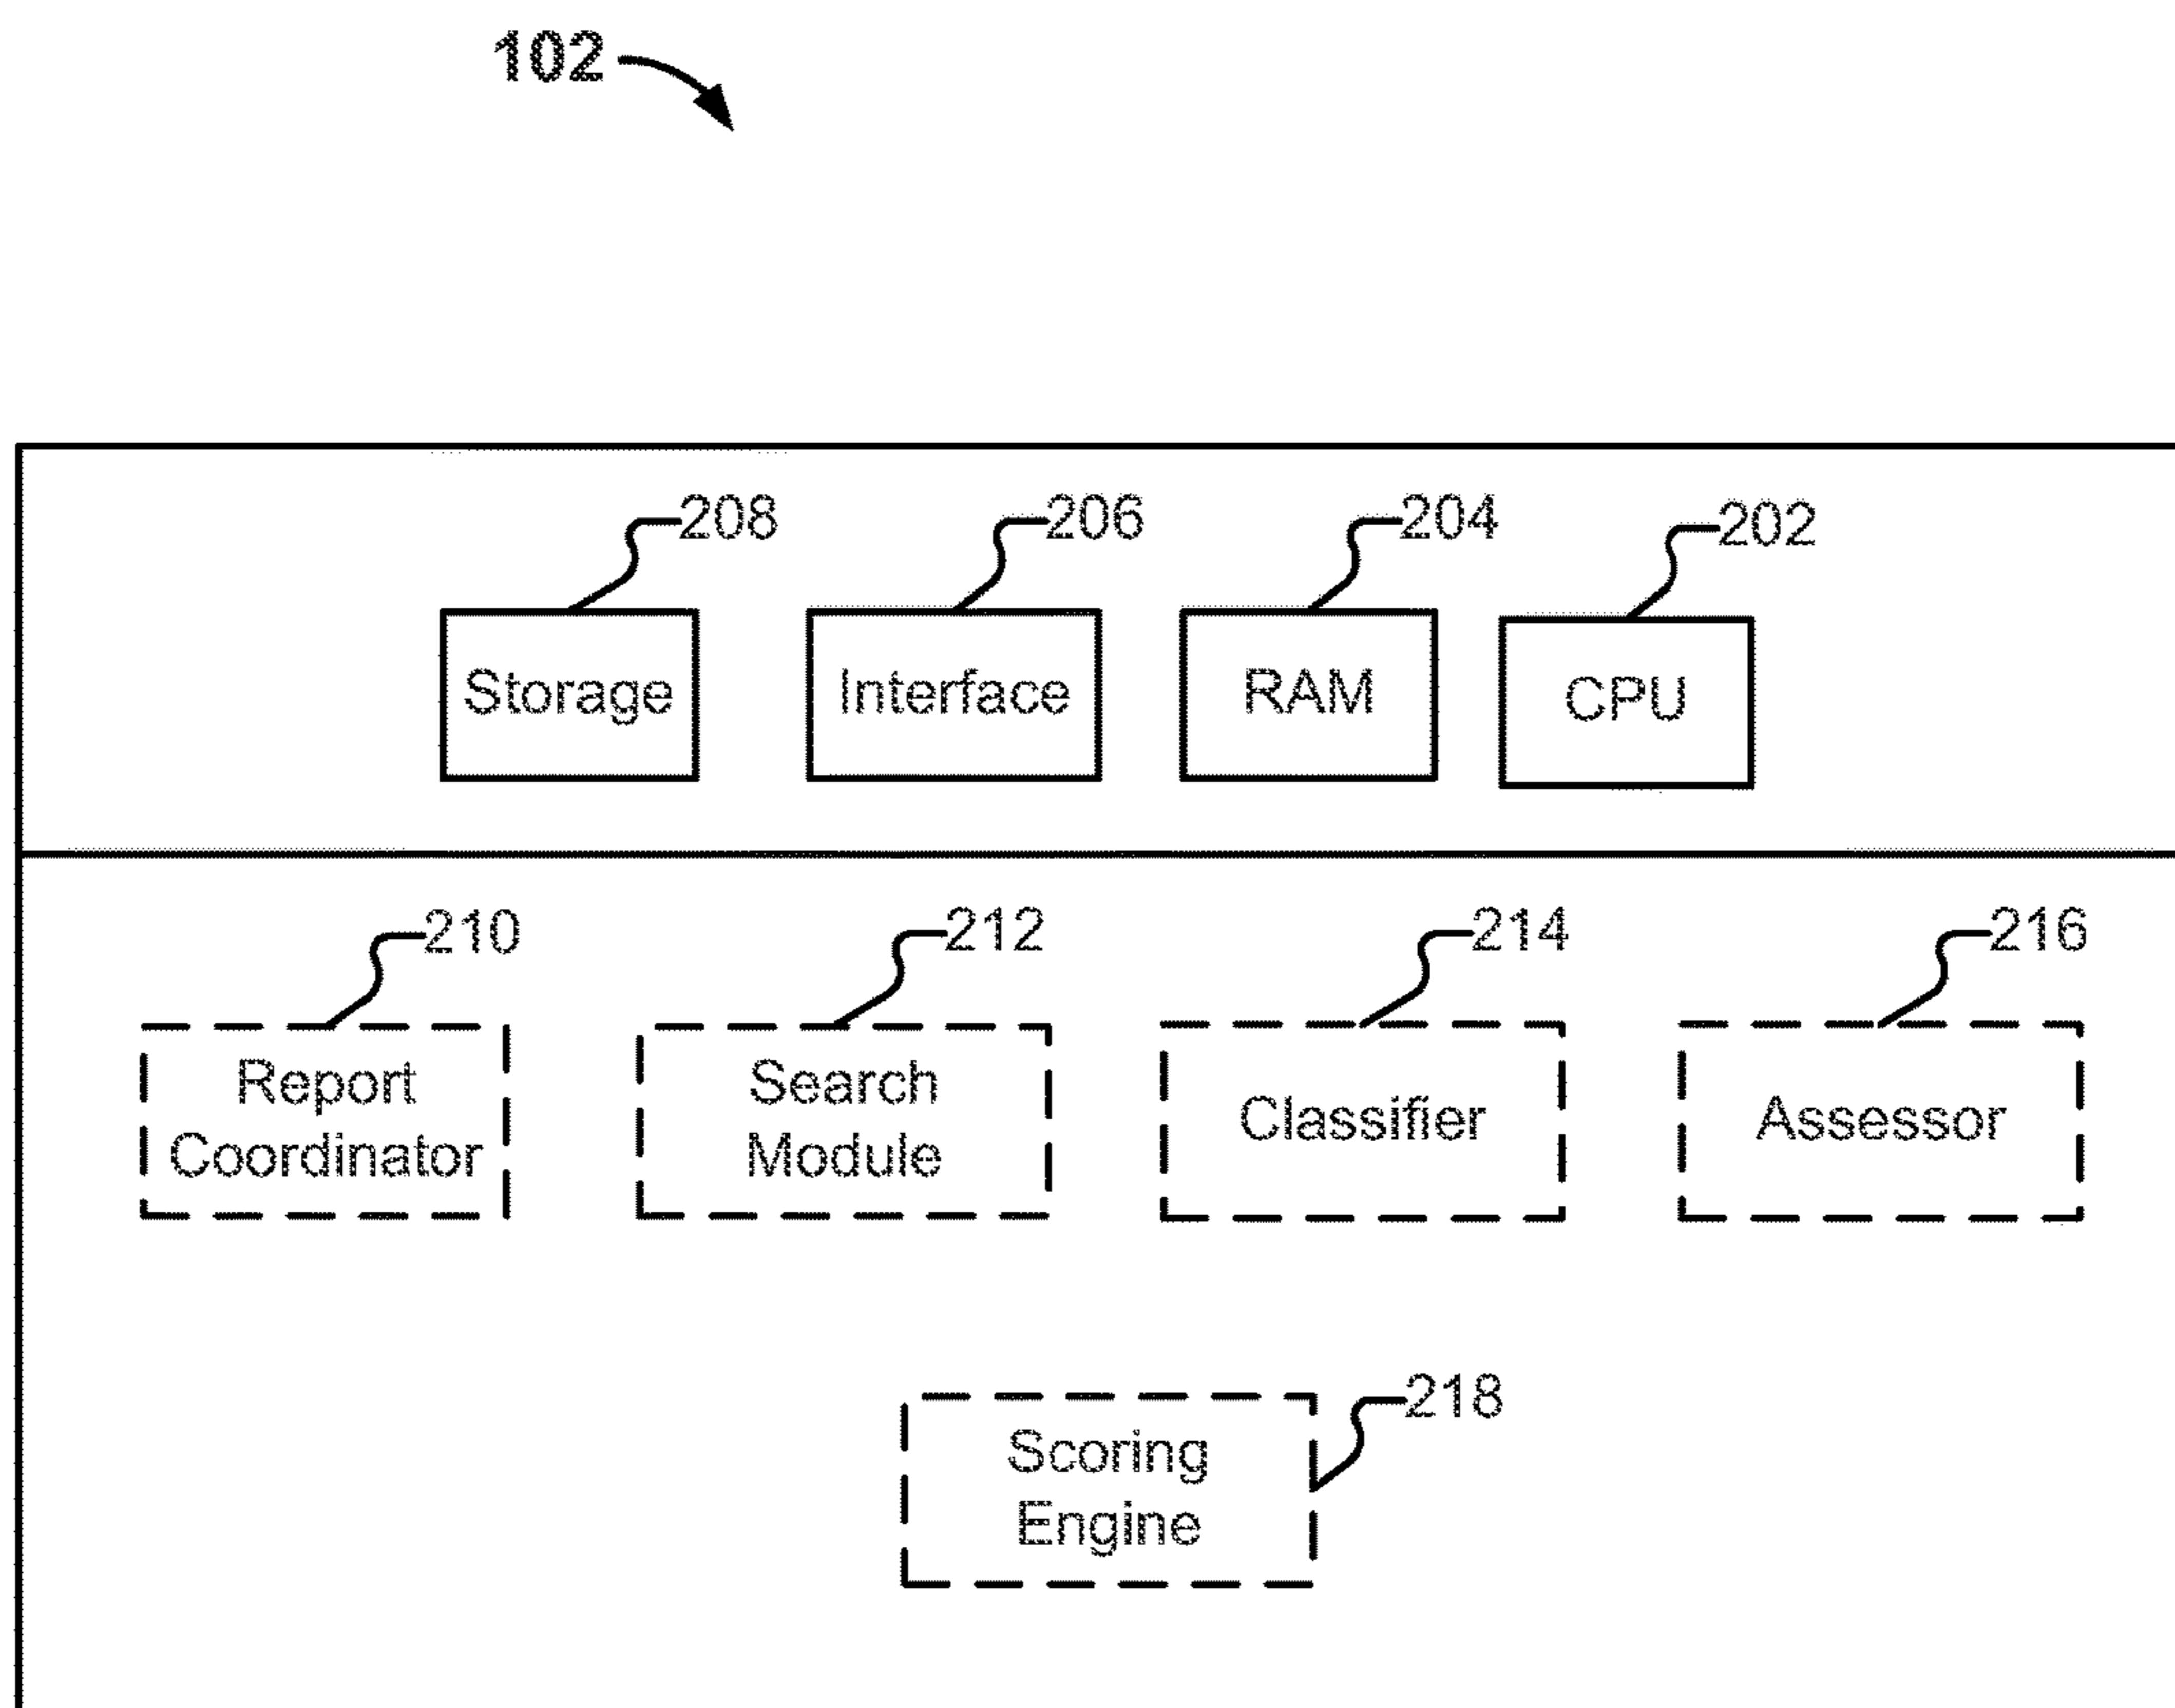 102
208
206
204
202
Storage
Interface
RAM
CPU
210
212
214
216
Report
Coordinator
Search
Module
Classifier
Assessor
218
Scoring
Engine